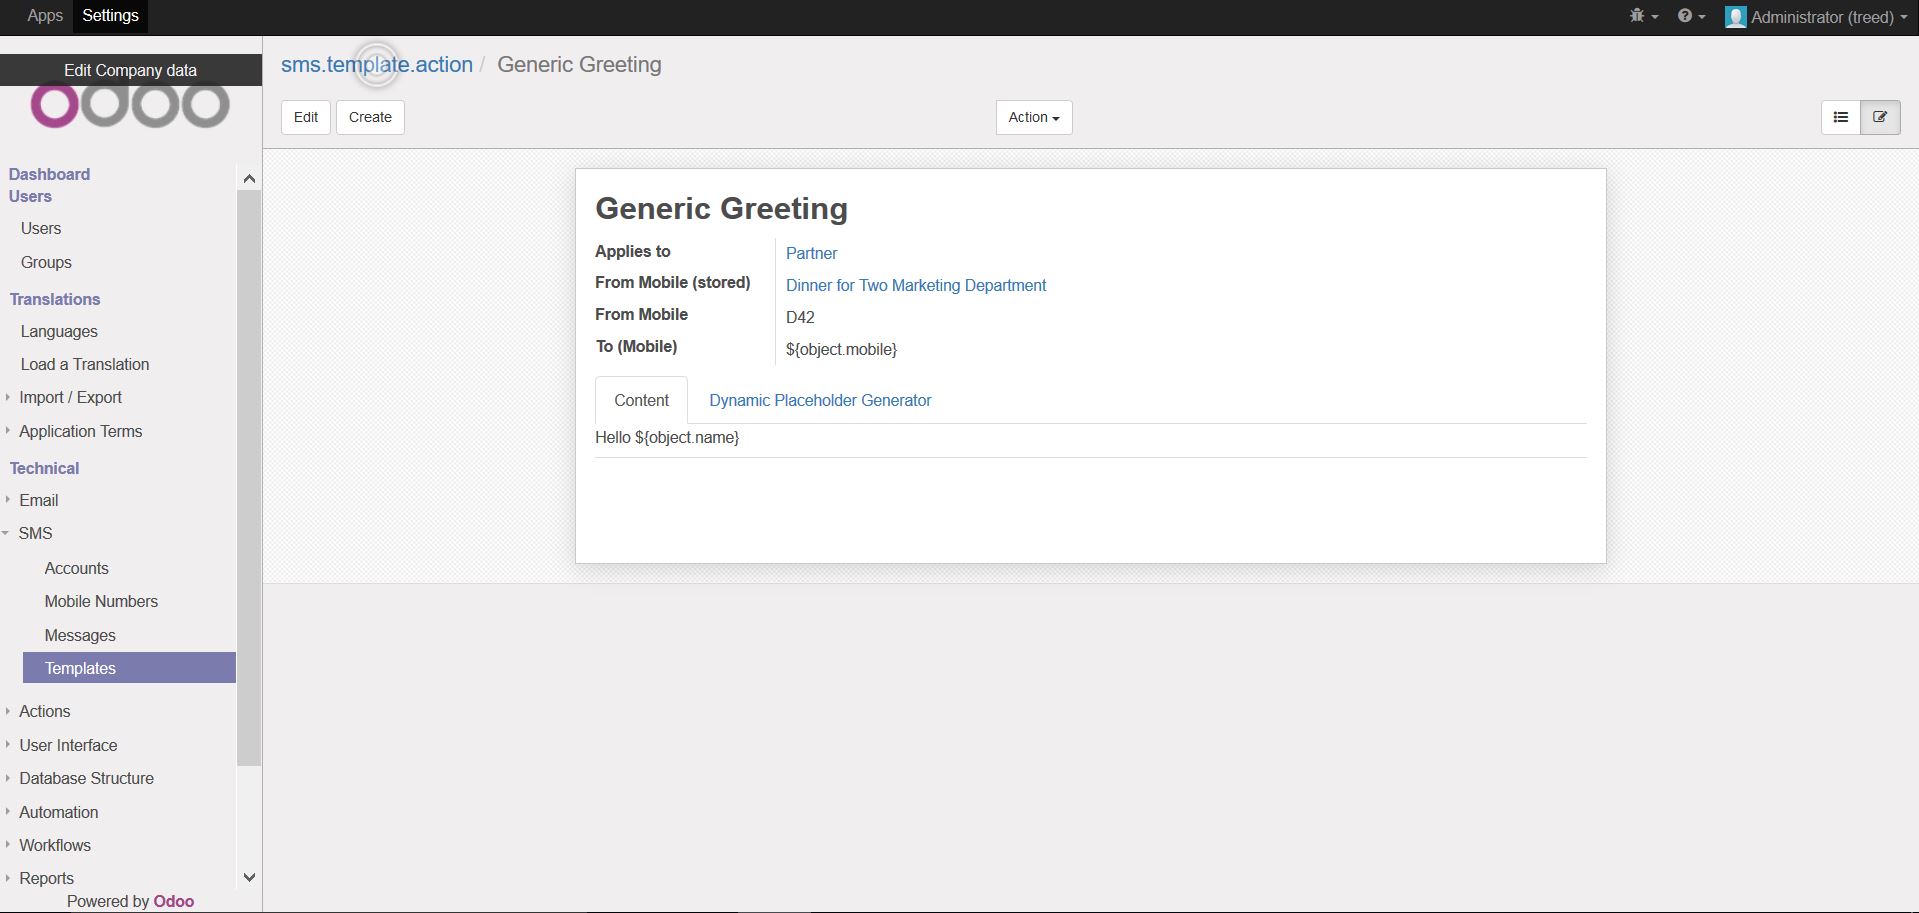 Apps Settings Administrator (treed)
Edit Company data
odoo
sms.template.action / Generic Greeting
Edit Create Action
Dashboard
Users
Users
Groups
Translations
Languages
Load a Translation
Import / Export
Application Terms
Technical
Email
SMS
Accounts
Mobile Numbers
Messages
Templates
Actions
User Interface
Database Structure
Automation
Workflows
Reports
Powered by Odoo
Generic Greeting
Applies to Partner
From Mobile (stored) Dinner for Two Marketing Department
From Mobile D42
To (Mobile) ${object.mobile}
Content Dynamic Placeholder Generator
Hello ${object.name}